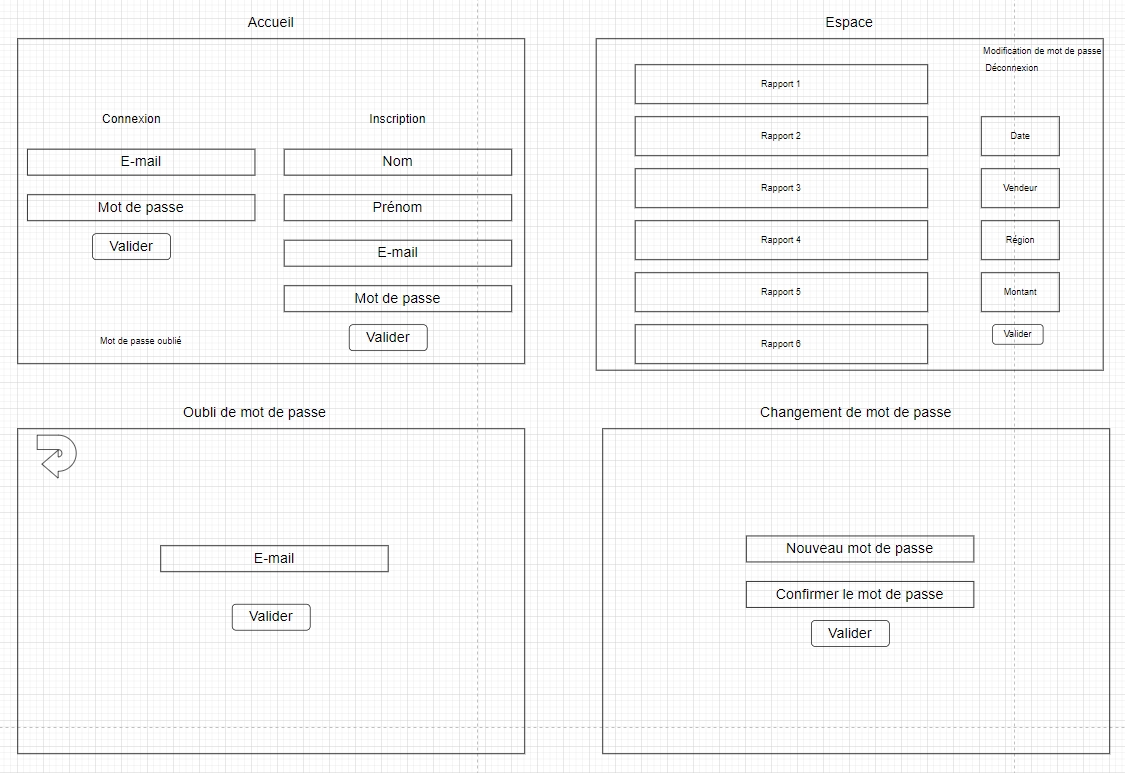 Accueil
Connexion
E-mail
Mot de passe
Valider
Mot de passe oublié
Inscription
Nom
Prénom
E-mail
Mot de passe
Valider
Espace
Modification de mot de passe
Déconnexion
Rapport 1
Rapport 2
Rapport 3
Rapport 4
Rapport 5
Rapport 6
Date
Vendeur
Région
Montant
Valider
Oubli de mot de passe
E-mail
Valider
Changement de mot de passe
Nouveau mot de passe
Confirmer le mot de passe
Valider